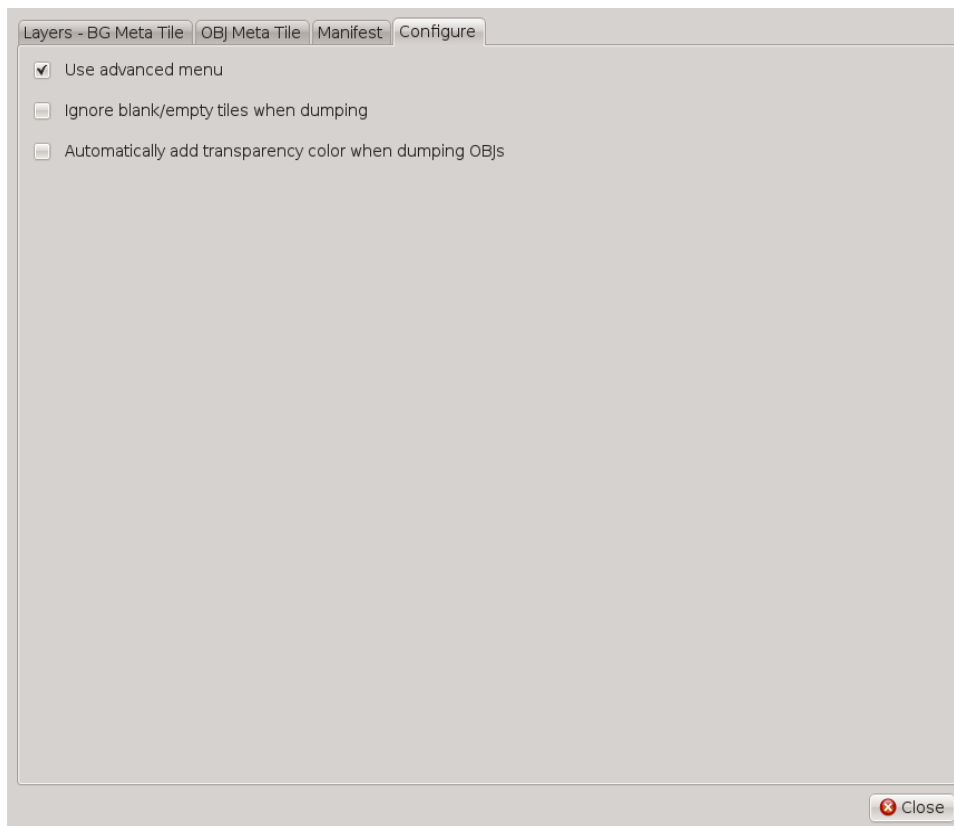 Layers - BG Meta Tile OBJ Meta Tile Manifest Configure
Use advanced menu
Ignore blank/empty tiles when dumping
Automatically add transparency color when dumping OBJs
Close